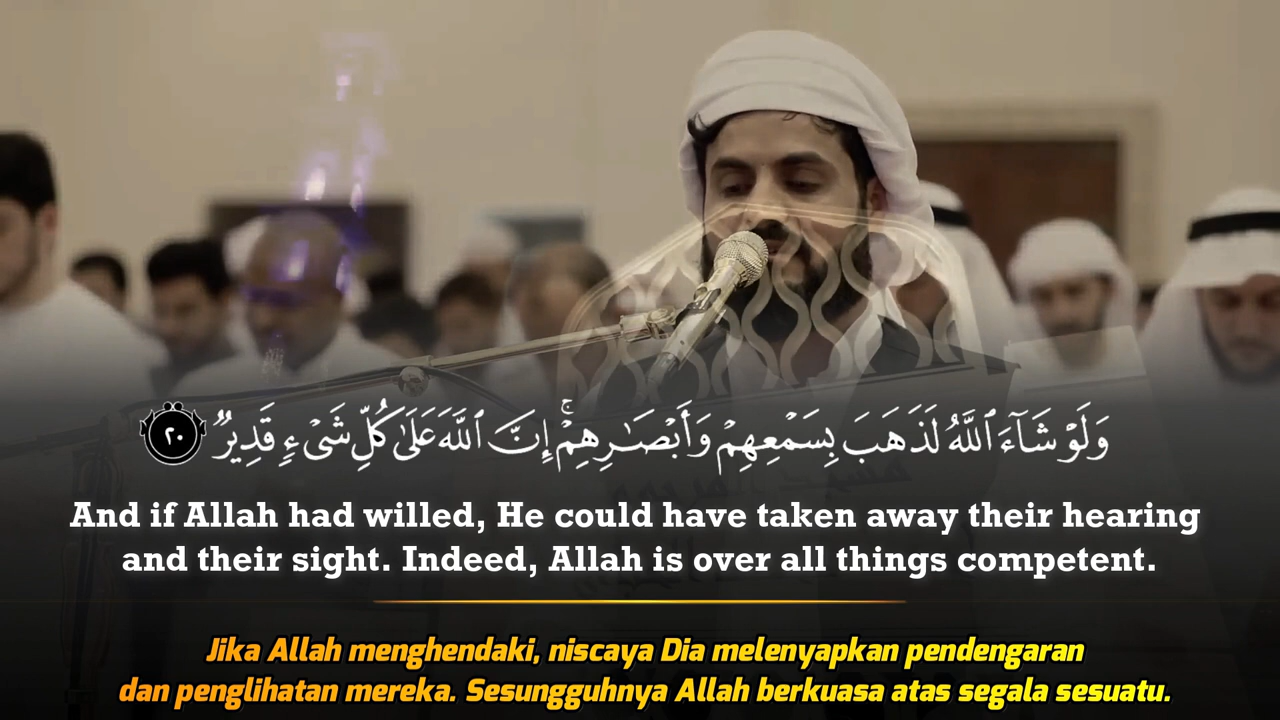 وَلَوْ شَآءَ ٱللَّهُ لَذَهَبَ بِسَمْعِهِمْ وَأَبْصَـٰرِهِمْ ۚ إِنَّ ٱللَّهَ عَلَىٰ كُلِّ شَىْءٍۢ قَدِيرٌۭ ٢٠
And if Allah had willed, He could have taken away their hearing
and their sight. Indeed, Allah is over all things competent.
Jika Allah menghendaki, niscaya Dia melenyapkan pendengaran
dan penglihatan mereka. Sesungguhnya Allah berkuasa atas segala sesuatu.